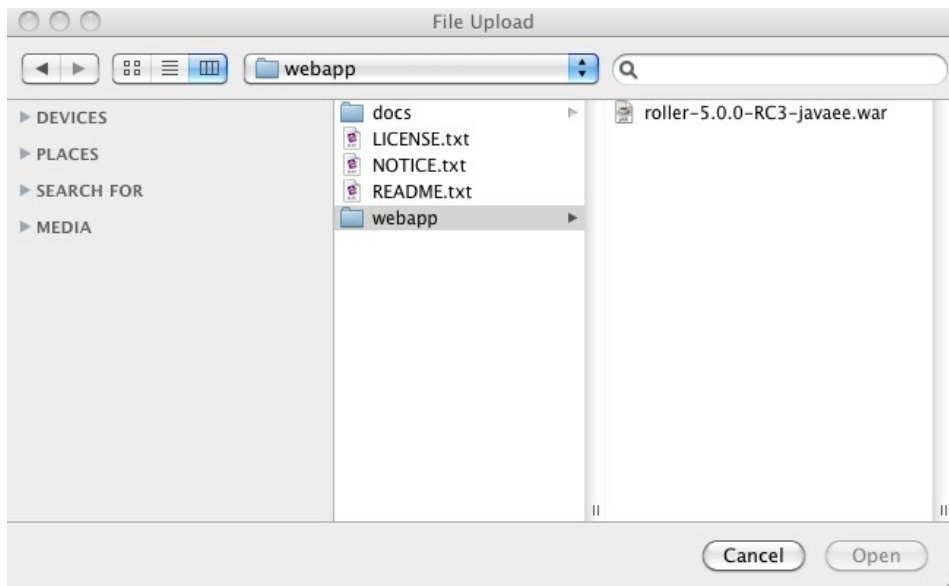 File Upload
webapp
DEVICES
PLACES
SEARCH FOR
MEDIA
docs
LICENSE.txt
NOTICE.txt
README.txt
webapp
roller-5.0.0-RC3-javaee.war
Cancel
Open